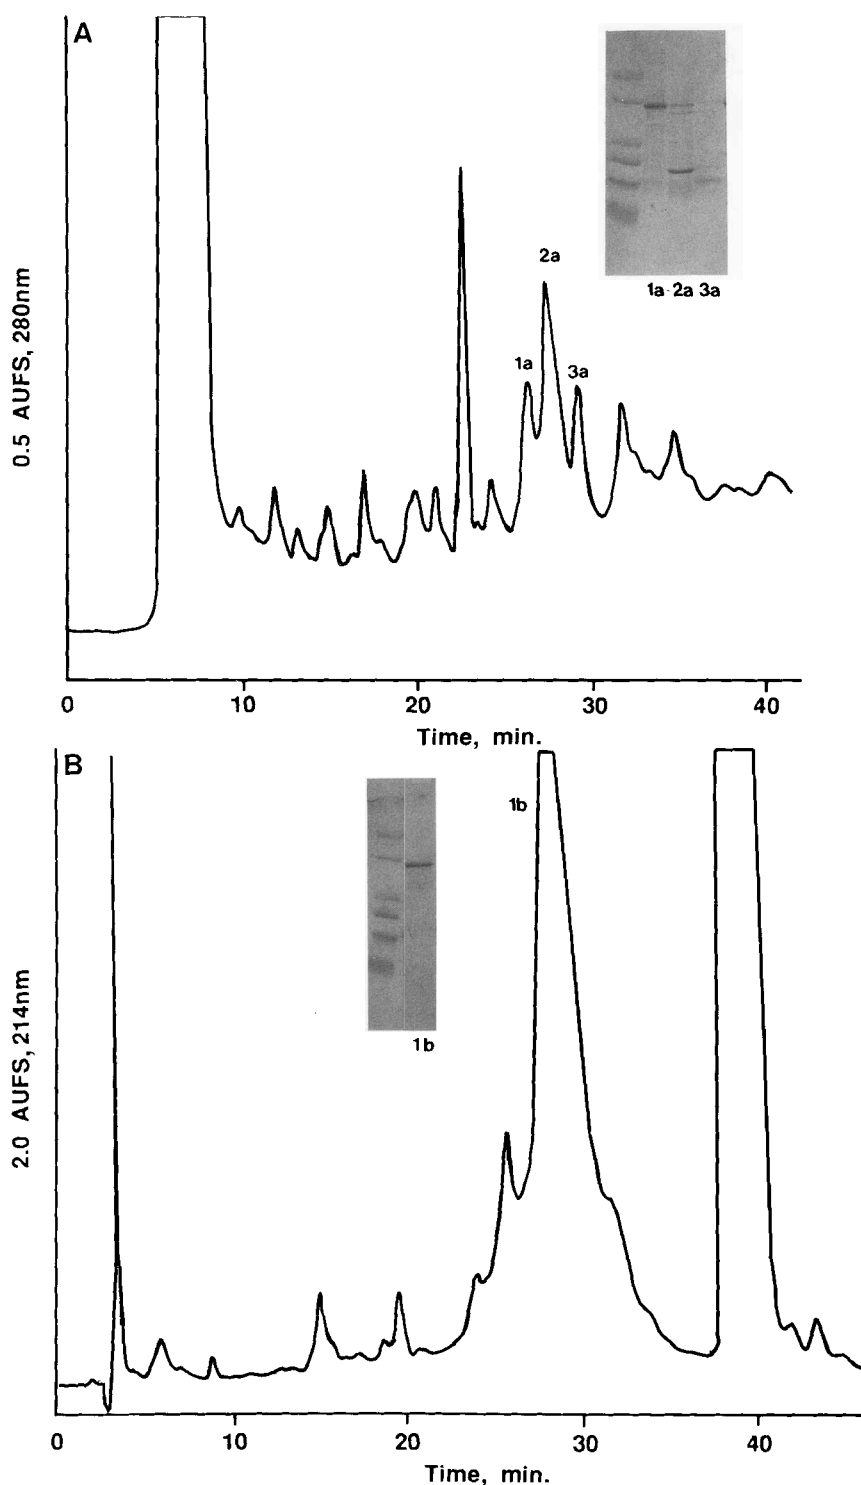 A
0.5 AUFS, 280nm
1a
2a
3a
1a 2a 3a
0 10 20 30 40
Time, min.
B
2.0 AUFS, 214nm
1b
1b
0 10 20 30 40
Time, min.